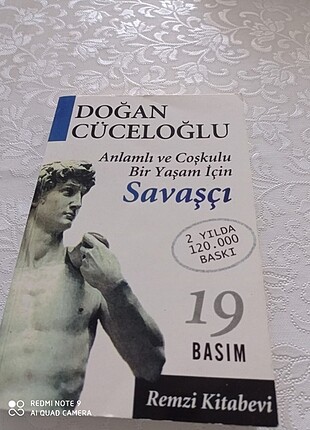 DOĞAN
CÜCELOĞLU
Anlamlı ve Coşkulu
Bir Yaşam İçin
Savaşçı
2 YILDA
120.000
BASKI
19
BASIM
Remzi Kitabevi
REDMI NOTE 9
AI QUAD CAMERA